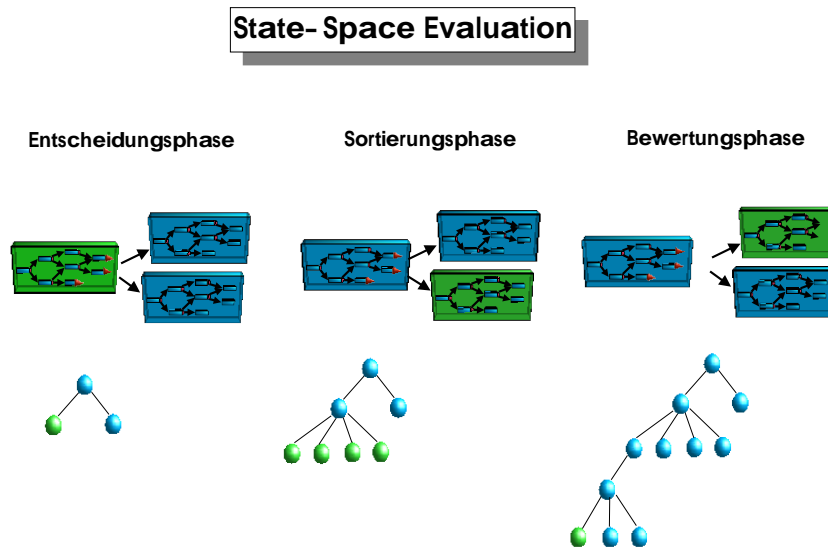 State-Space Evaluation
Entscheidungsphase
Sortierungsphase
Bewertungsphase